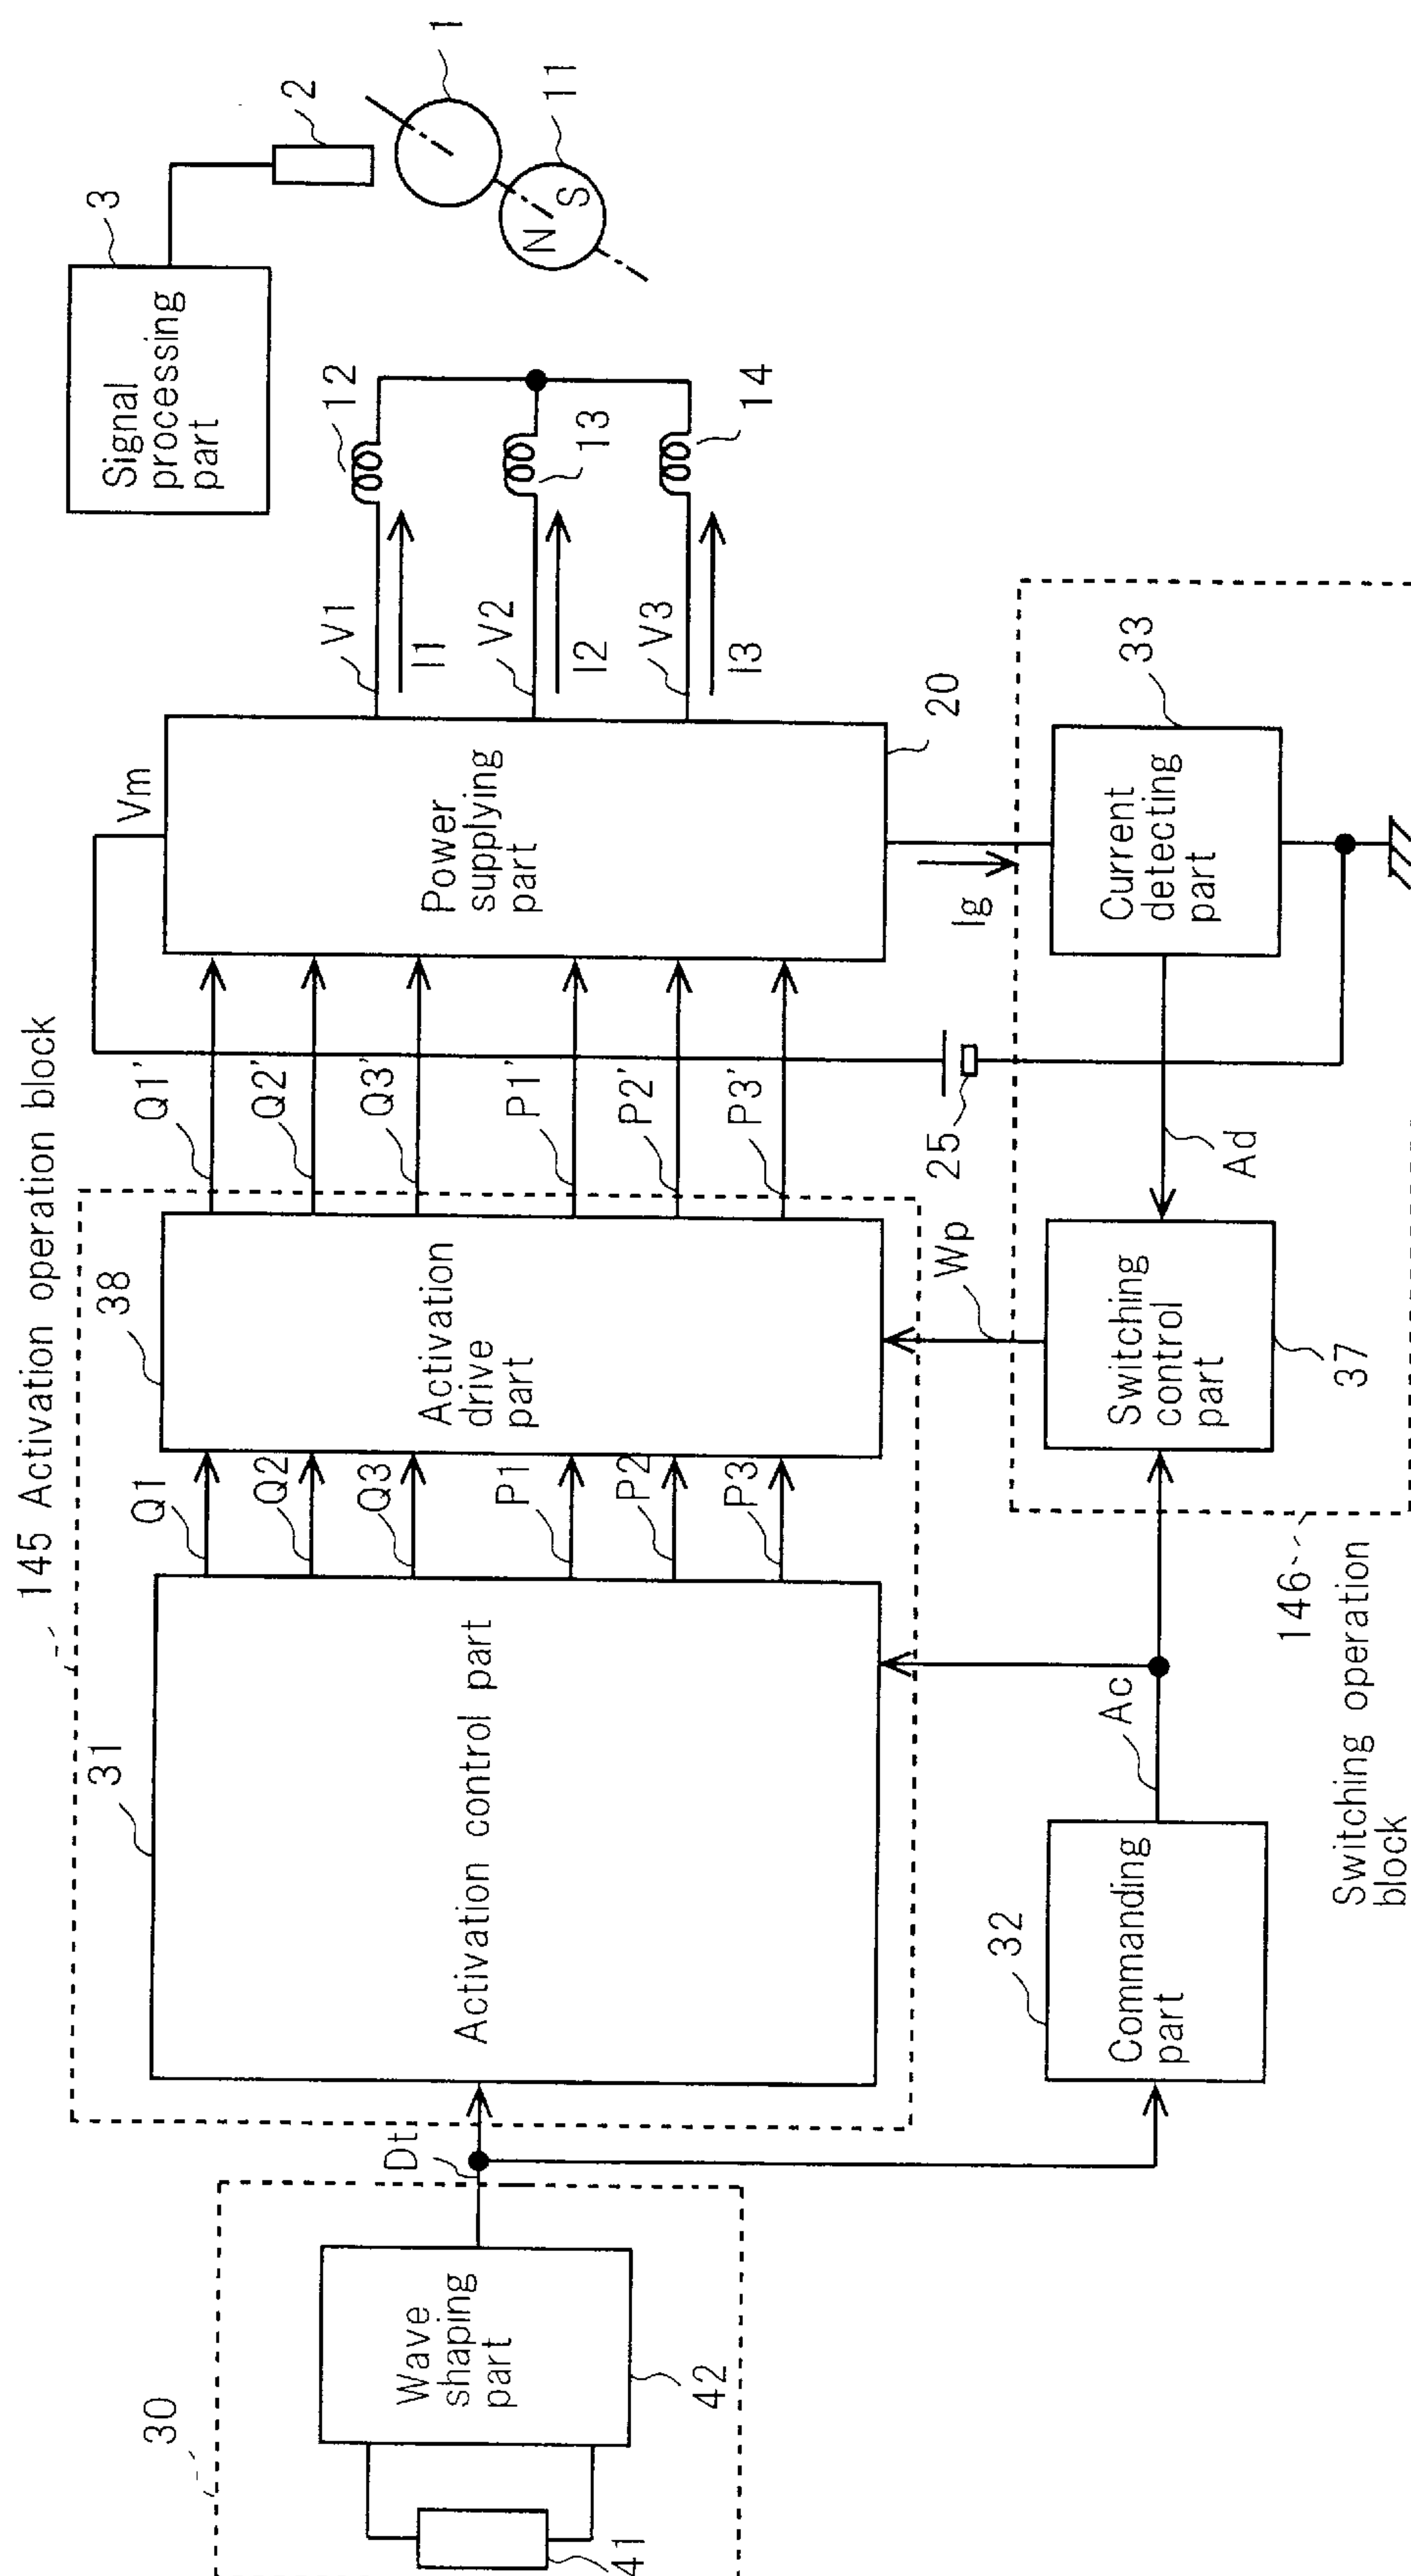 145 Activation operation block
3
Signal
processing
part
2
1
11
N
S
12
13
14
V1
I1
V2
I2
V3
I3
Vm
Power
supplying
part
20
Q1'
Q2'
Q3'
P1'
P2'
P3'
38
Activation
drive
part
Q1
Q2
Q3
P1
P2
P3
31
Activation control part
Dt
30
Wave
shaping
part
42
41
32
Commanding
part
Ac
Wp
Switching
control
part
37
Ad
25
Ig
33
Current
detecting
part
146
Switching operation
block